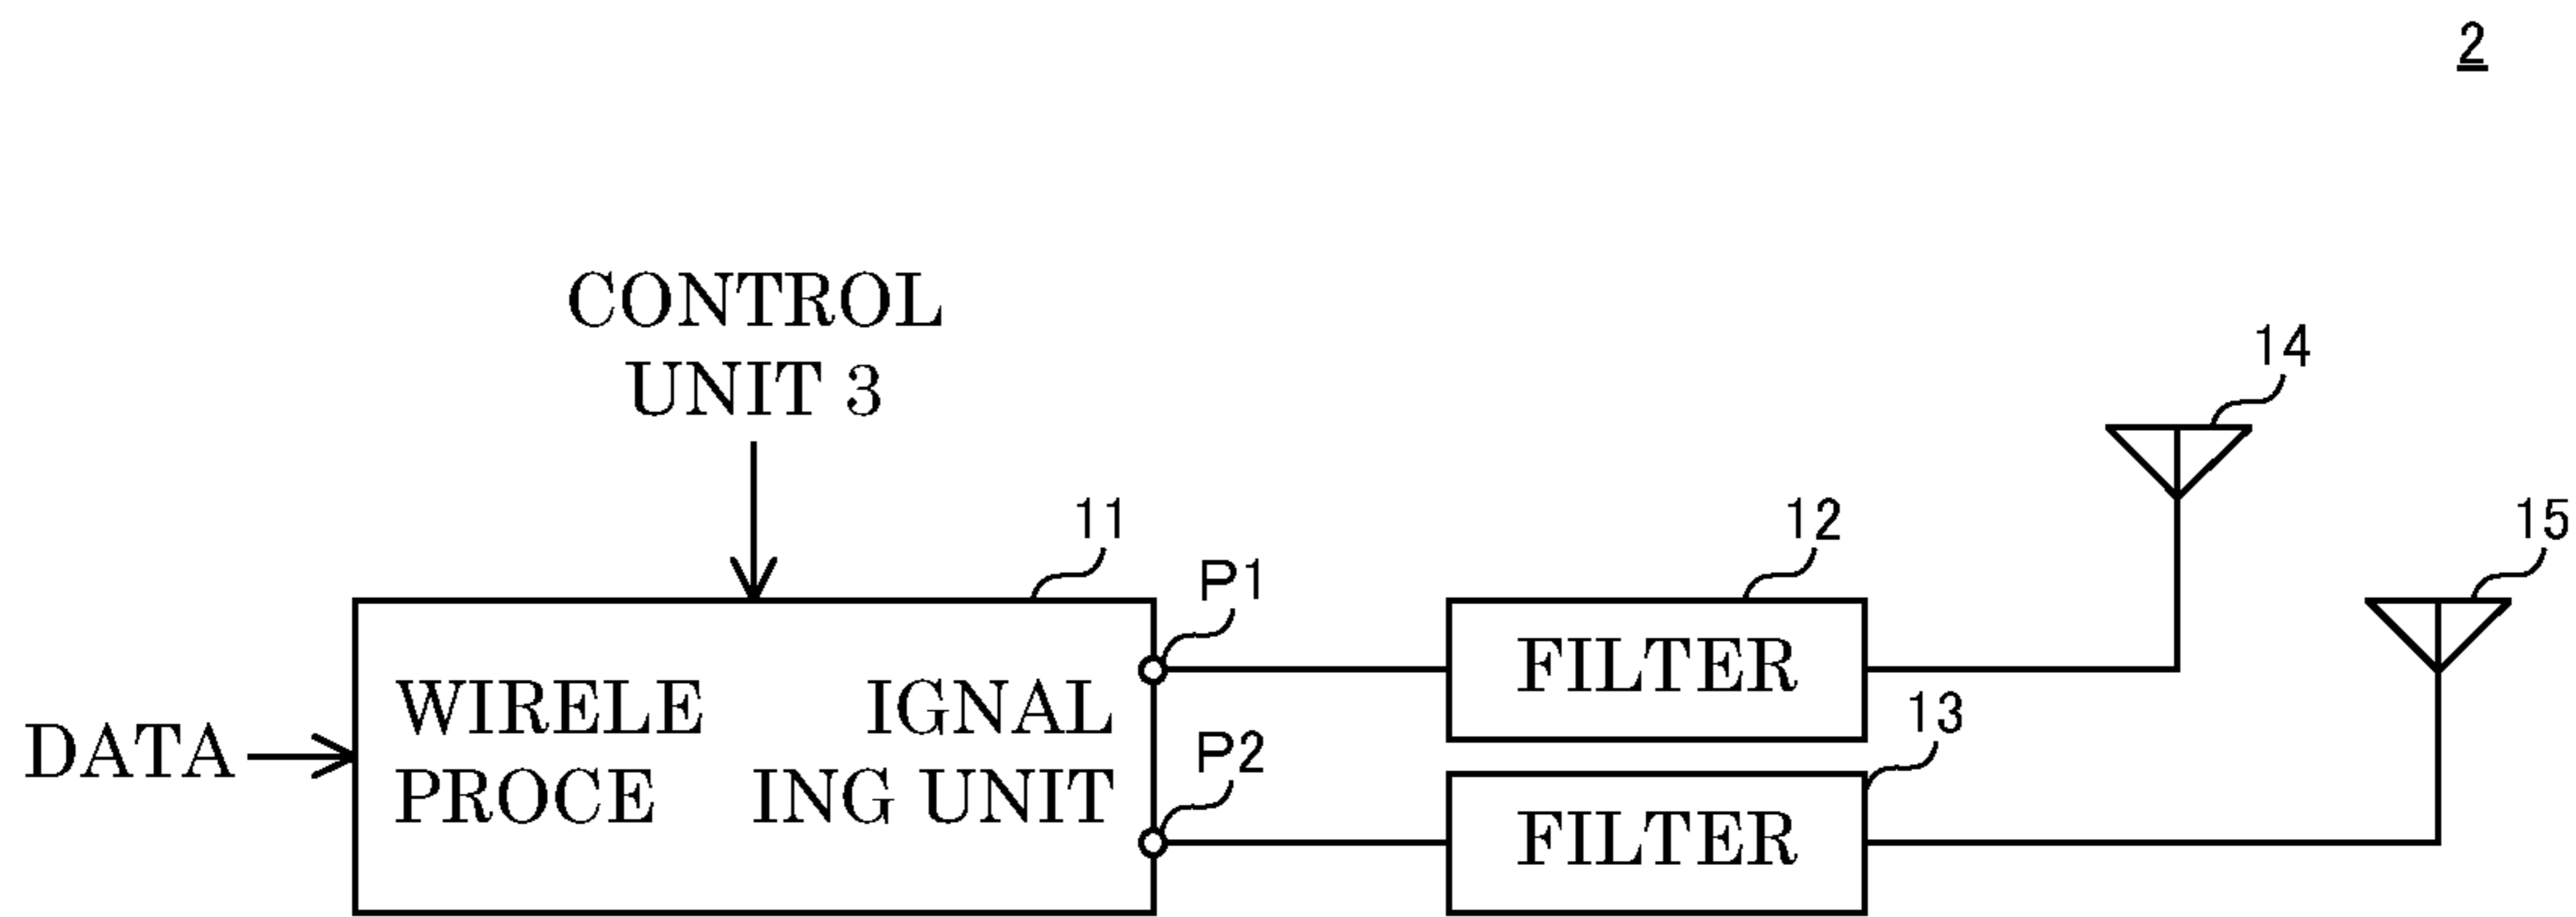 2
CONTROL
UNIT 3
14
11
12
15
P1
WIRELE IGNAL
FILTER
13
DATA
P2
PROCE ING UNIT
FILTER